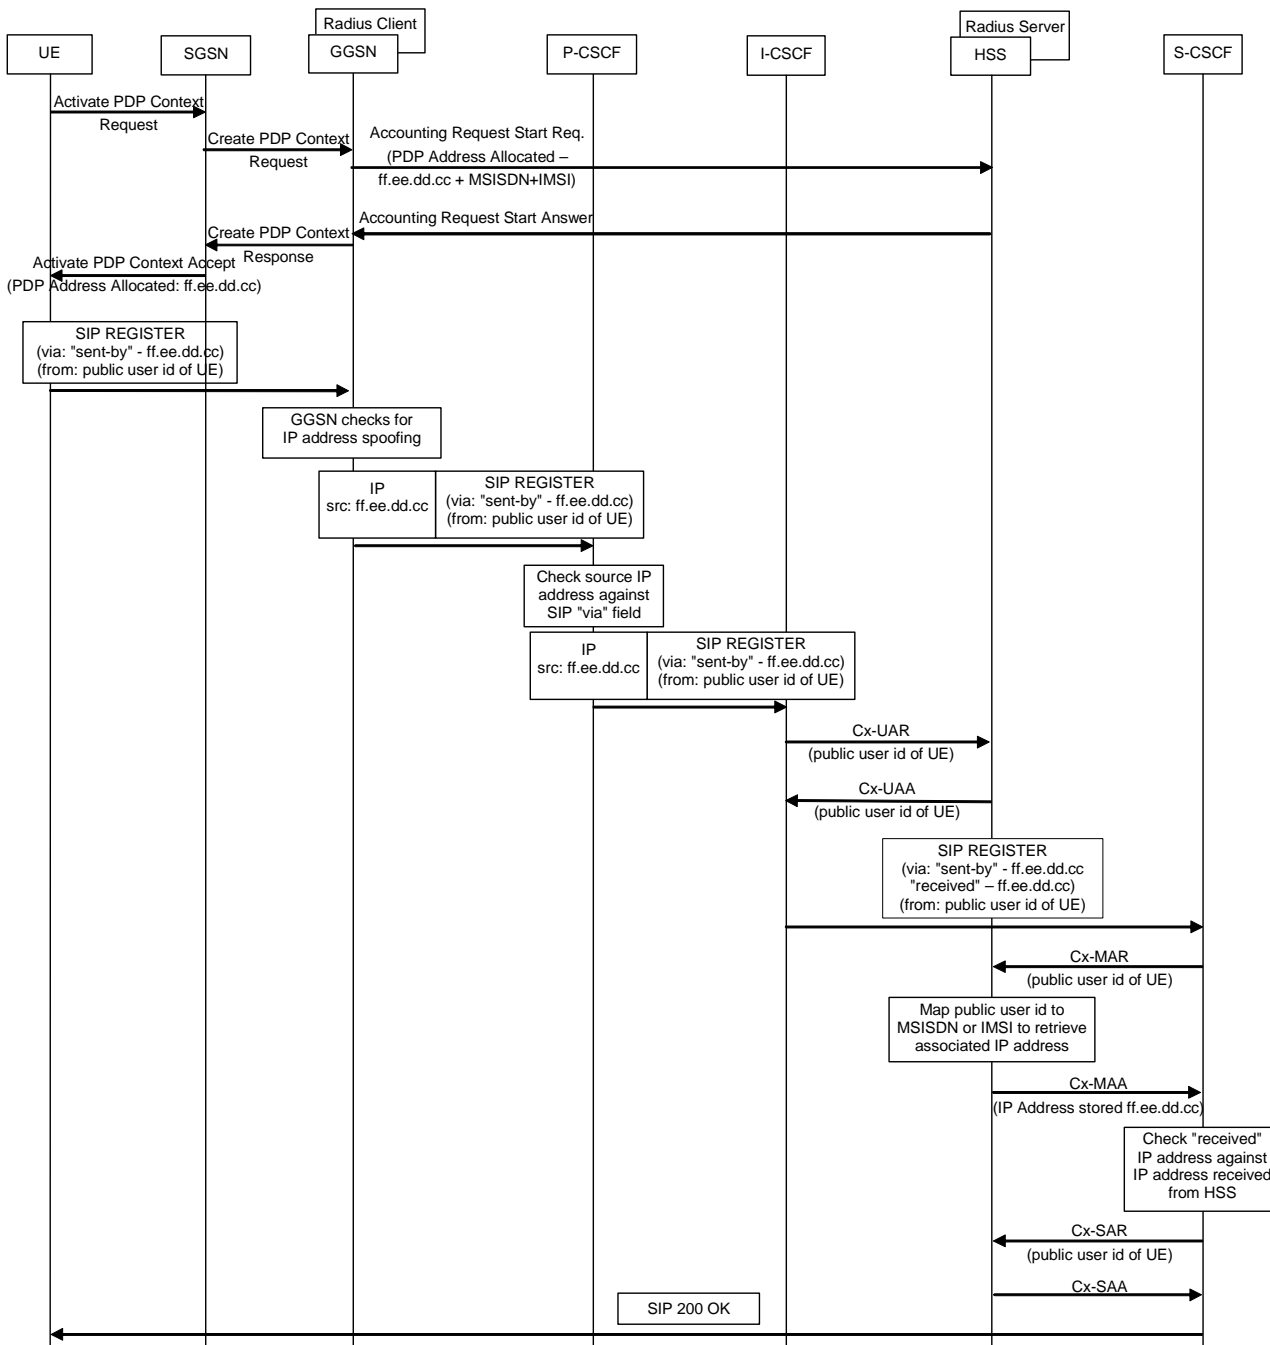 Radius Client
Radius Server
UE
SGSN
GGSN
P-CSCF
I-CSCF
HSS
S-CSCF
Activate PDP Context
Request
Create PDP Context
Request
Accounting Request Start Req.
(PDP Address Allocated –
ff.ee.dd.cc + MSISDN+IMSI)
Accounting Request Start Answer
Create PDP Context
Response
Activate PDP Context Accept
(PDP Address Allocated: ff.ee.dd.cc)
SIP REGISTER
(via: "sent-by" - ff.ee.dd.cc)
(from: public user id of UE)
GGSN checks for
IP address spoofing
IP
src: ff.ee.dd.cc
SIP REGISTER
(via: "sent-by" - ff.ee.dd.cc)
(from: public user id of UE)
Check source IP
address against
SIP "via" field
IP
src: ff.ee.dd.cc
SIP REGISTER
(via: "sent-by" - ff.ee.dd.cc)
(from: public user id of UE)
Cx-UAR
(public user id of UE)
Cx-UAA
(public user id of UE)
SIP REGISTER
(via: "sent-by" - ff.ee.dd.cc
"received" – ff.ee.dd.cc)
(from: public user id of UE)
Cx-MAR
(public user id of UE)
Map public user id to
MSISDN or IMSI to retrieve
associated IP address
Cx-MAA
(IP Address stored ff.ee.dd.cc)
Check "received"
IP address against
IP address received
from HSS
Cx-SAR
(public user id of UE)
Cx-SAA
SIP 200 OK